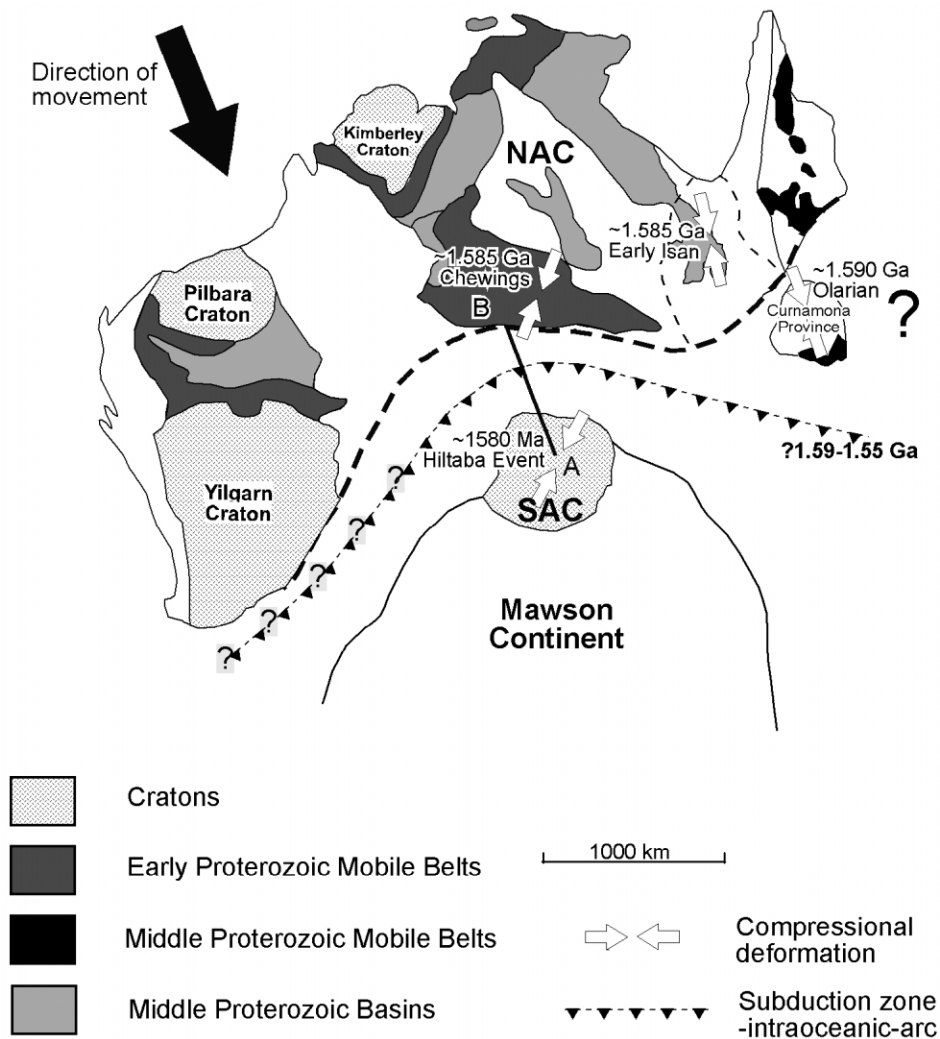 Direction of
movement
Kimberley
Craton
NAC
~1.585 Ga
Early Isan
~1.585 Ga
Chewings
B
~1.590 Ga
Olarian
Curnamona
Province
?
Pilbara
Craton
Yilgarn
Craton
~1580 Ma
Hiltaba Event
A
SAC
?1.59-1.55 Ga
?
?
?
?
?
Mawson
Continent
Cratons
Early Proterozoic Mobile Belts
1000 km
Middle Proterozoic Mobile Belts
Compressional
deformation
Middle Proterozoic Basins
Subduction zone
-intraoceanic-arc